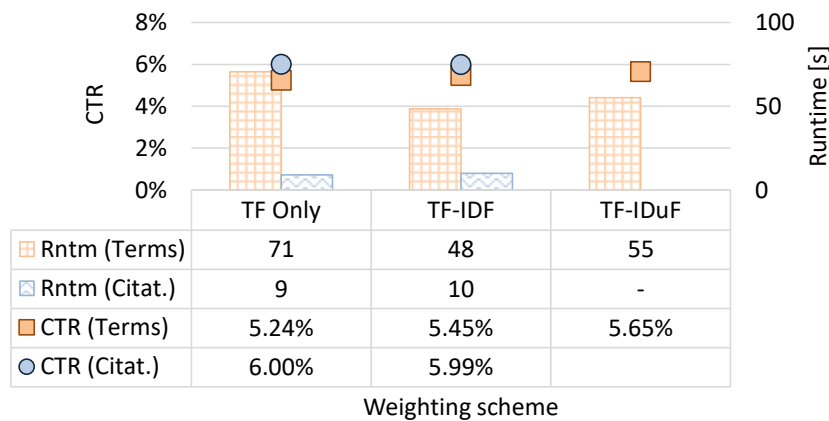 8%
6%
4%
2%
0%
CTR
100
50
0
Runtime [s]
TF Only TF-IDF TF-IDuF
Rntm (Terms) 71 48 55
Rntm (Citat.) 9 10 -
CTR (Terms) 5.24% 5.45% 5.65%
CTR (Citat.) 6.00% 5.99%
Weighting scheme